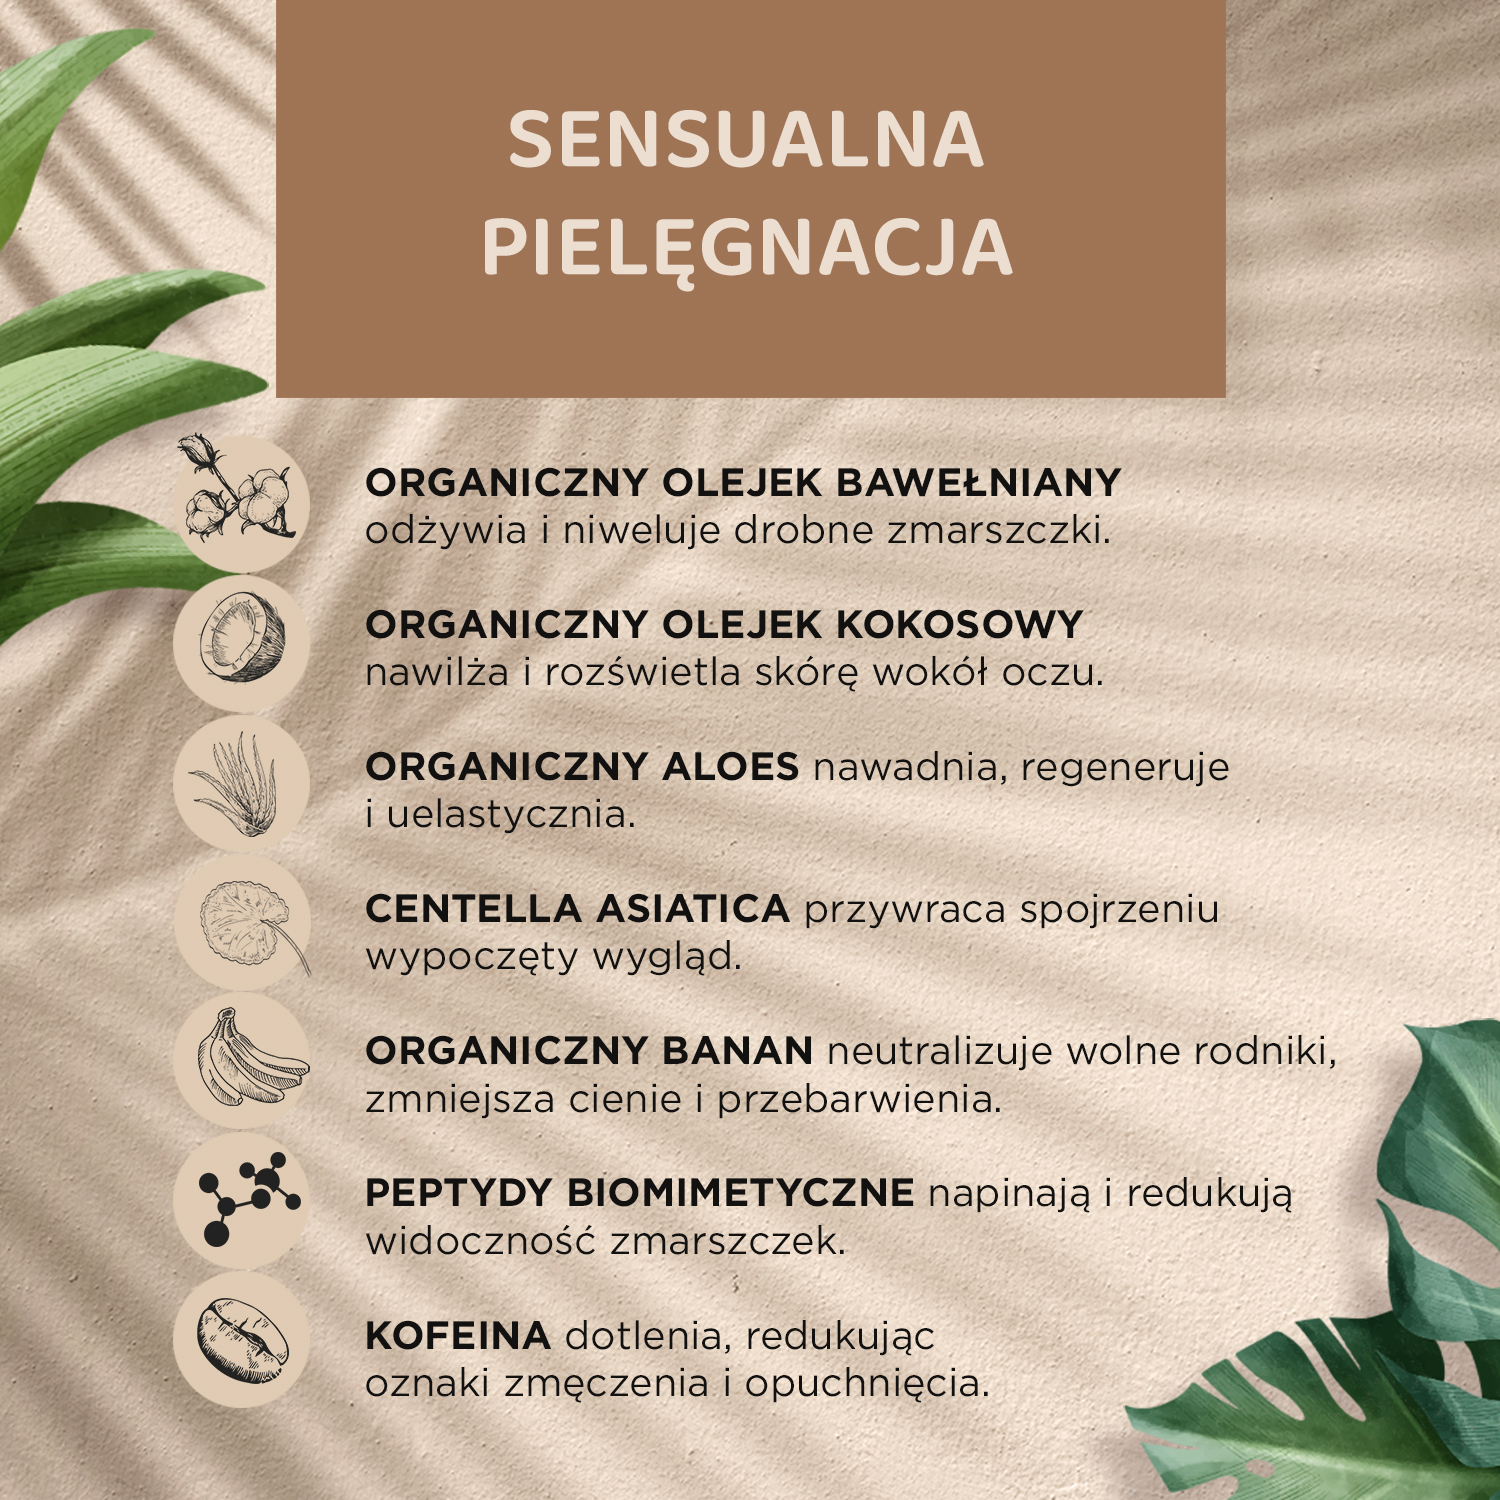 SENSUALNA
PIELĘGNACJA
ORGANICZNY OLEJEK BAWEŁNIANY
odżywia i niweluje drobne zmarszczki.
ORGANICZNY OLEJEK KOKOSOWY
nawilża i rozświetla skórę wokół oczu.
ORGANICZNY ALOES nawadnia, regeneruje
i uelastycznia.
CENTELLA ASIATICA przywraca spojrzeniu
wypoczęty wygląd.
ORGANICZNY BANAN neutralizuje wolne rodniki,
zmniejsza cienie i przebarwienia.
PEPTYDY BIOMIMETYCZNE napinają i redukują
widoczność zmarszczek.
KOFEINA dotlenia, redukując
oznaki zmęczenia i opuchnięcia.